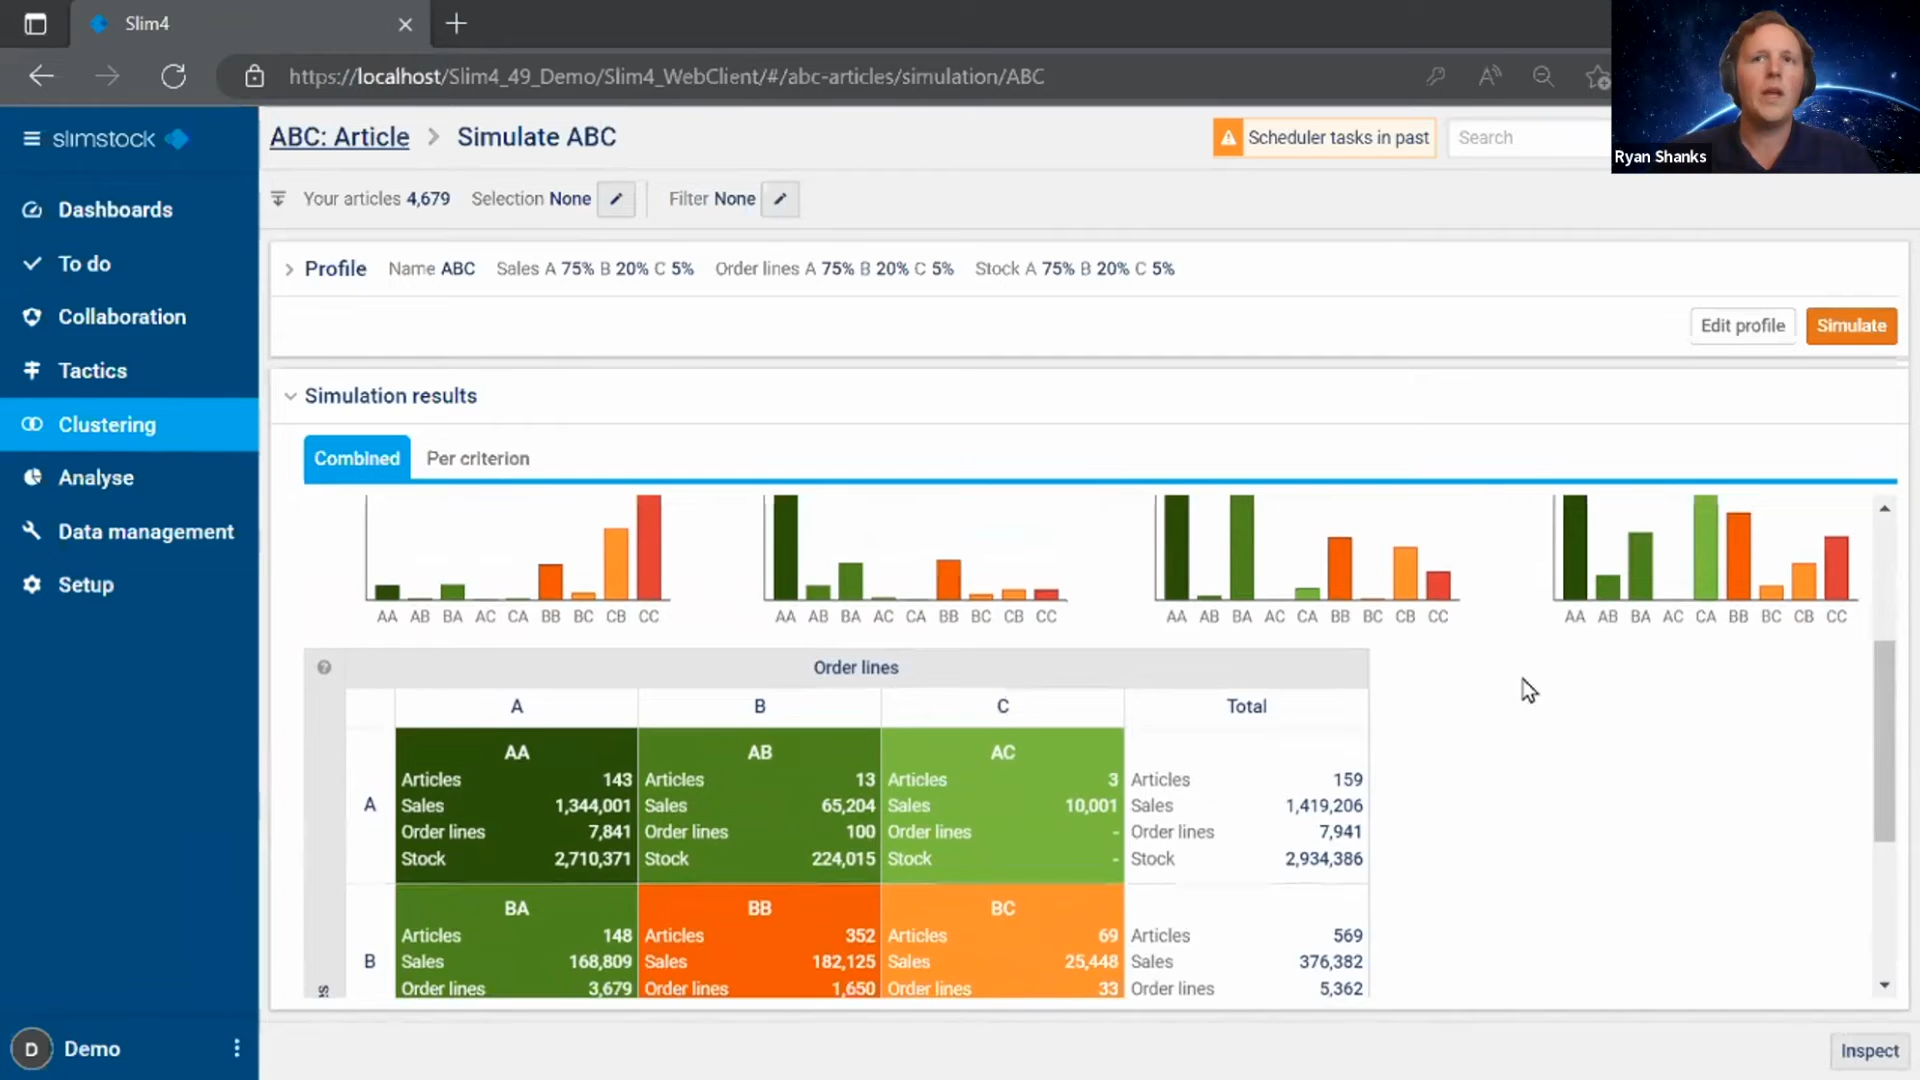 Slim4
https://localhost/Slim4_49_Demo/Slim4_WebClient/#/abc-articles/simulation/ABC
Ryan Shanks
slimstock
Dashboards
To do
Collaboration
Tactics
Clustering
Analyse
Data management
Setup
D Demo
ABC: Article > Simulate ABC
Scheduler tasks in past
Search
Your articles 4,679 Selection None Filter None
Profile Name ABC Sales A 75% B 20% C 5% Order lines A 75% B 20% C 5% Stock A 75% B 20% C 5%
Edit profile Simulate
Simulation results
Combined Per criterion
AA AB BA AC CA BB BC CB CC AA AB BA AC CA BB BC CB CC AA AB BA AC CA BB BC CB CC AA AB BA AC CA BB BC CB CC
Order lines
A B C Total
AA AB AC
Articles 143 Articles 13 Articles 3 Articles 159
A Sales 1,344,001 Sales 65,204 Sales 10,001 Sales 1,419,206
Order lines 7,841 Order lines 100 Order lines - Order lines 7,941
Stock 2,710,371 Stock 224,015 Stock - Stock 2,934,386
BA BB BC
Articles 148 Articles 352 Articles 69 Articles 569
B Sales 168,809 Sales 182,125 Sales 25,448 Sales 376,382
Order lines 3,679 Order lines 1,650 Order lines 33 Order lines 5,362
Inspect